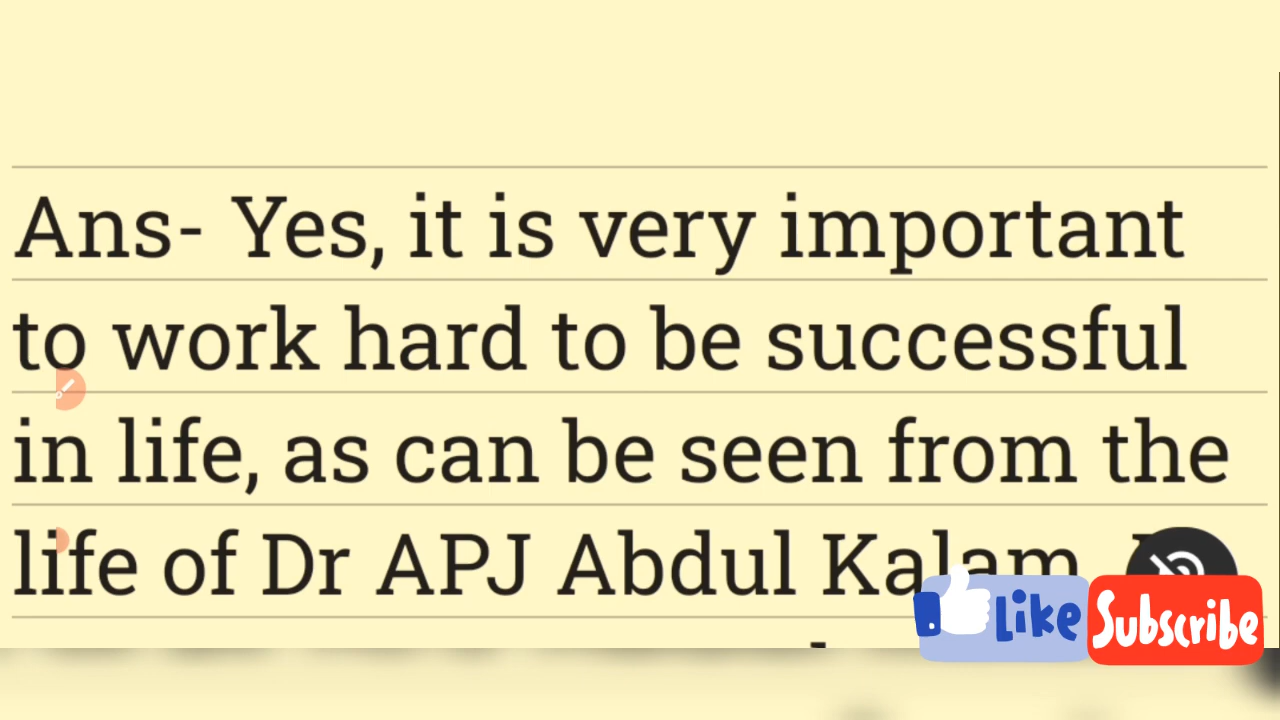 Ans- Yes, it is very important
to work hard to be successful
in life, as can be seen from the
life of Dr APJ Abdul Kalam.
Like
Subscribe